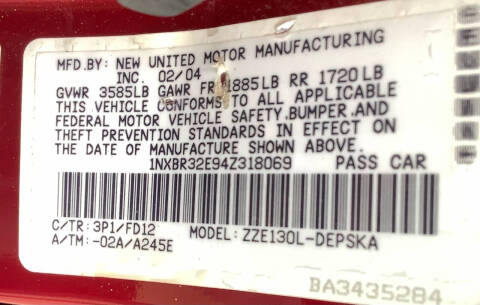 MFD.BY: NEW UNITED MOTOR MANUFACTURING
INC. 02/04
GVWR 3585LB GAWR FR 1885LB RR 1720LB
THIS VEHICLE CONFORMS TO ALL APPLICABLE
FEDERAL MOTOR VEHICLE SAFETY,BUMPER,AND
THEFT PREVENTION STANDARDS IN EFFECT ON
THE DATE OF MANUFACTURE SHOWN ABOVE.
1NXBR32E94Z318069 PASS CAR
C/TR: 3P1/FD12
A/TM: -02A/A245E MODEL: ZZE130L-DEPSKA
BA3435284